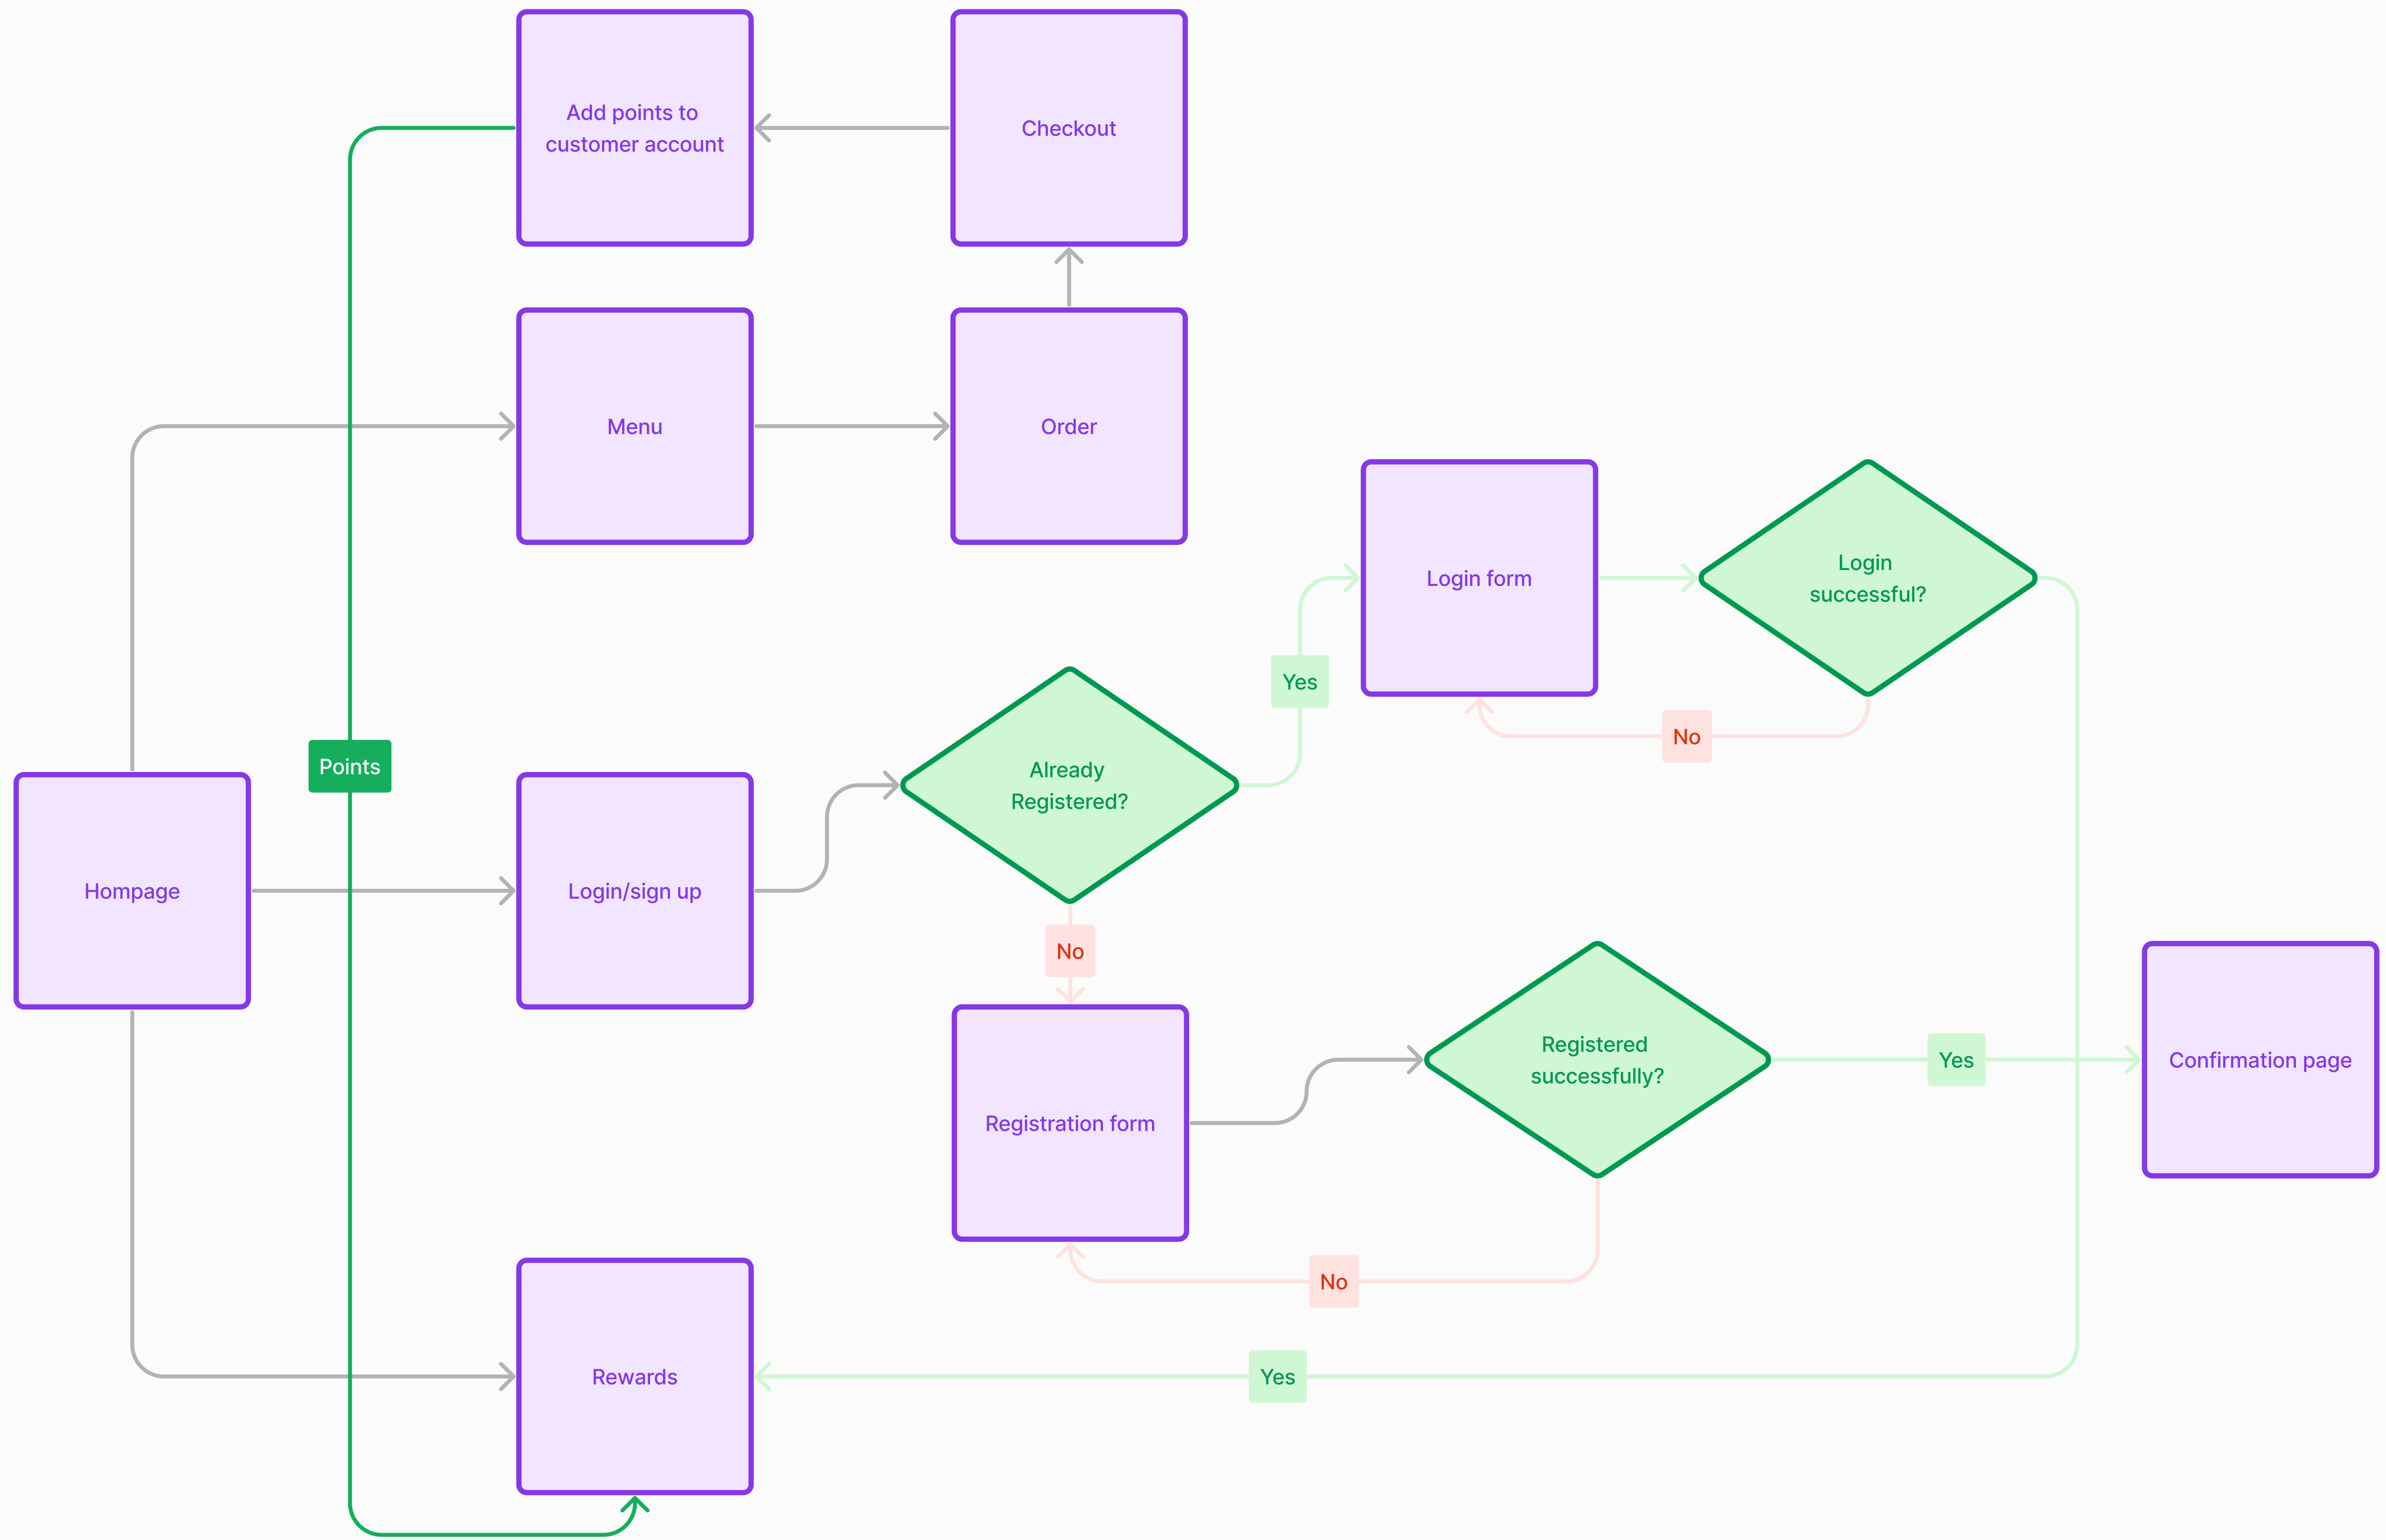 Add points to
customer account
Checkout
Menu
Order
Login form
Login
successful?
Yes
No
Already
Registered?
Points
Hompage
Login/sign up
No
Registered
successfully?
Yes
Confirmation page
Registration form
No
Rewards
Yes